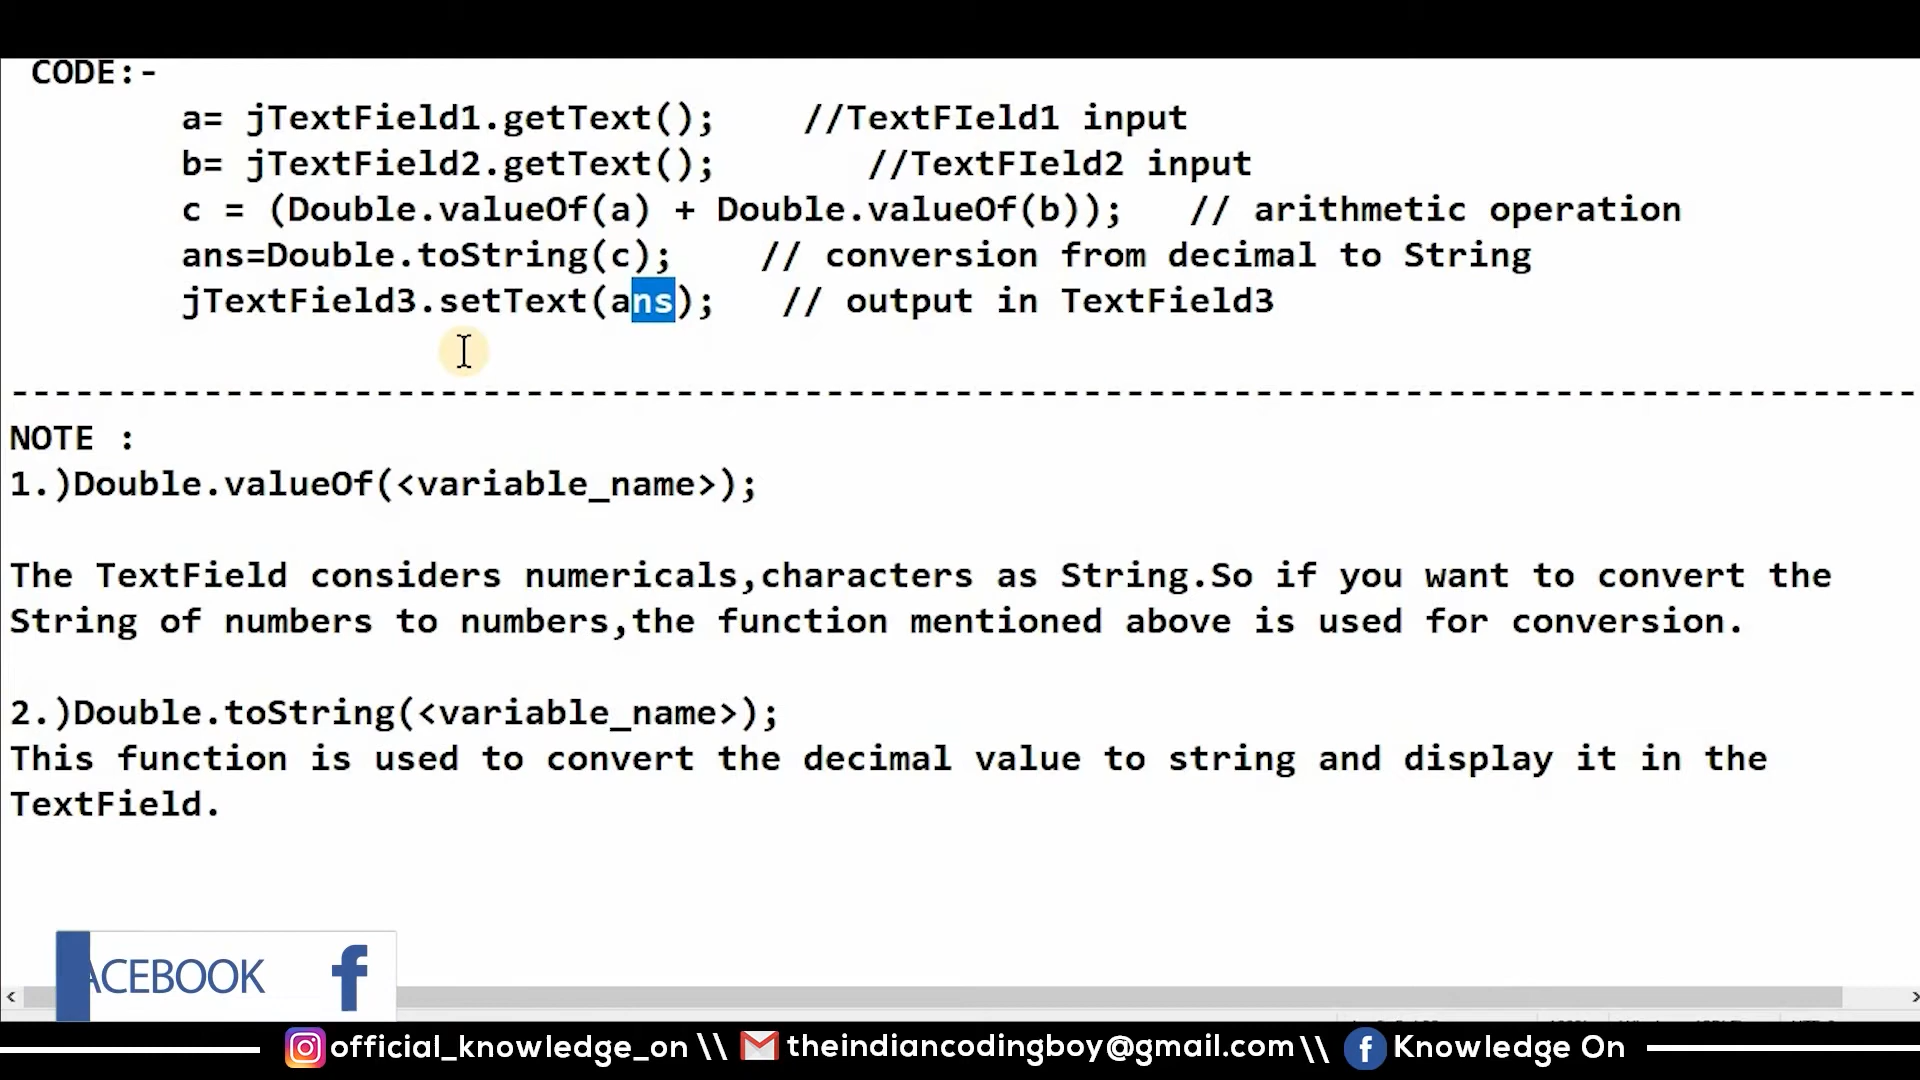 CODE:-
a= jTextField1.getText();    //TextFIeld1 input
b= jTextField2.getText();       //TextFIeld2 input
c = (Double.valueOf(a) + Double.valueOf(b));   // arithmetic operation
ans=Double.toString(c);    // conversion from decimal to String
jTextField3.setText(ans);   // output in TextField3
-----------------------------------------------------------------------------------------
NOTE :
1.)Double.valueOf(<variable_name>);
The TextField considers numericals,characters as String.So if you want to convert the
String of numbers to numbers,the function mentioned above is used for conversion.
2.)Double.toString(<variable_name>);
This function is used to convert the decimal value to string and display it in the
TextField.
ACEBOOK f
official_knowledge_on \\ theindiancodingboy@gmail.com \\ Knowledge On